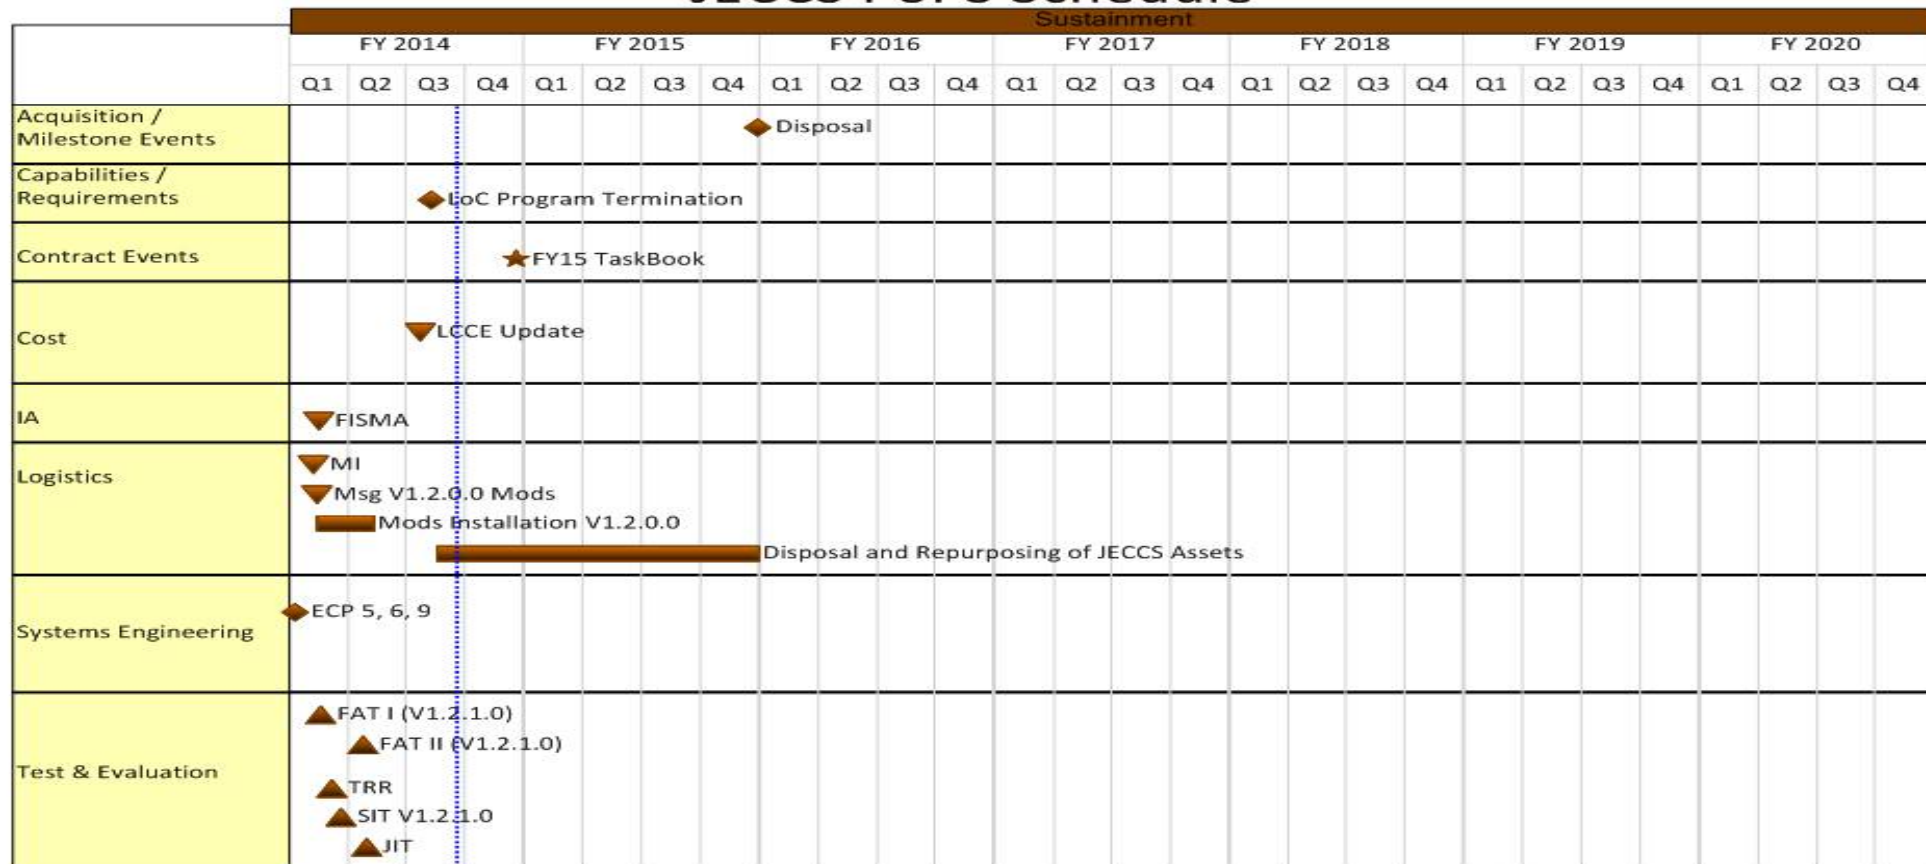 Sustainment
FY 2014 FY 2015 FY 2016 FY 2017 FY 2018 FY 2019 FY 2020
Q1 Q2 Q3 Q4 Q1 Q2 Q3 Q4 Q1 Q2 Q3 Q4 Q1 Q2 Q3 Q4 Q1 Q2 Q3 Q4 Q1 Q2 Q3 Q4 Q1 Q2 Q3 Q4
Acquisition /
Milestone Events
Disposal
Capabilities /
Requirements
LoC Program Termination
Contract Events
FY15 TaskBook
Cost
LCCE Update
IA
FISMA
Logistics
MI
Msg V1.2.0.0 Mods
Mods Installation V1.2.0.0
Disposal and Repurposing of JECCS Assets
Systems Engineering
ECP 5, 6, 9
Test & Evaluation
FAT I (V1.2.1.0)
FAT II (V1.2.1.0)
TRR
SIT V1.2.1.0
JIT